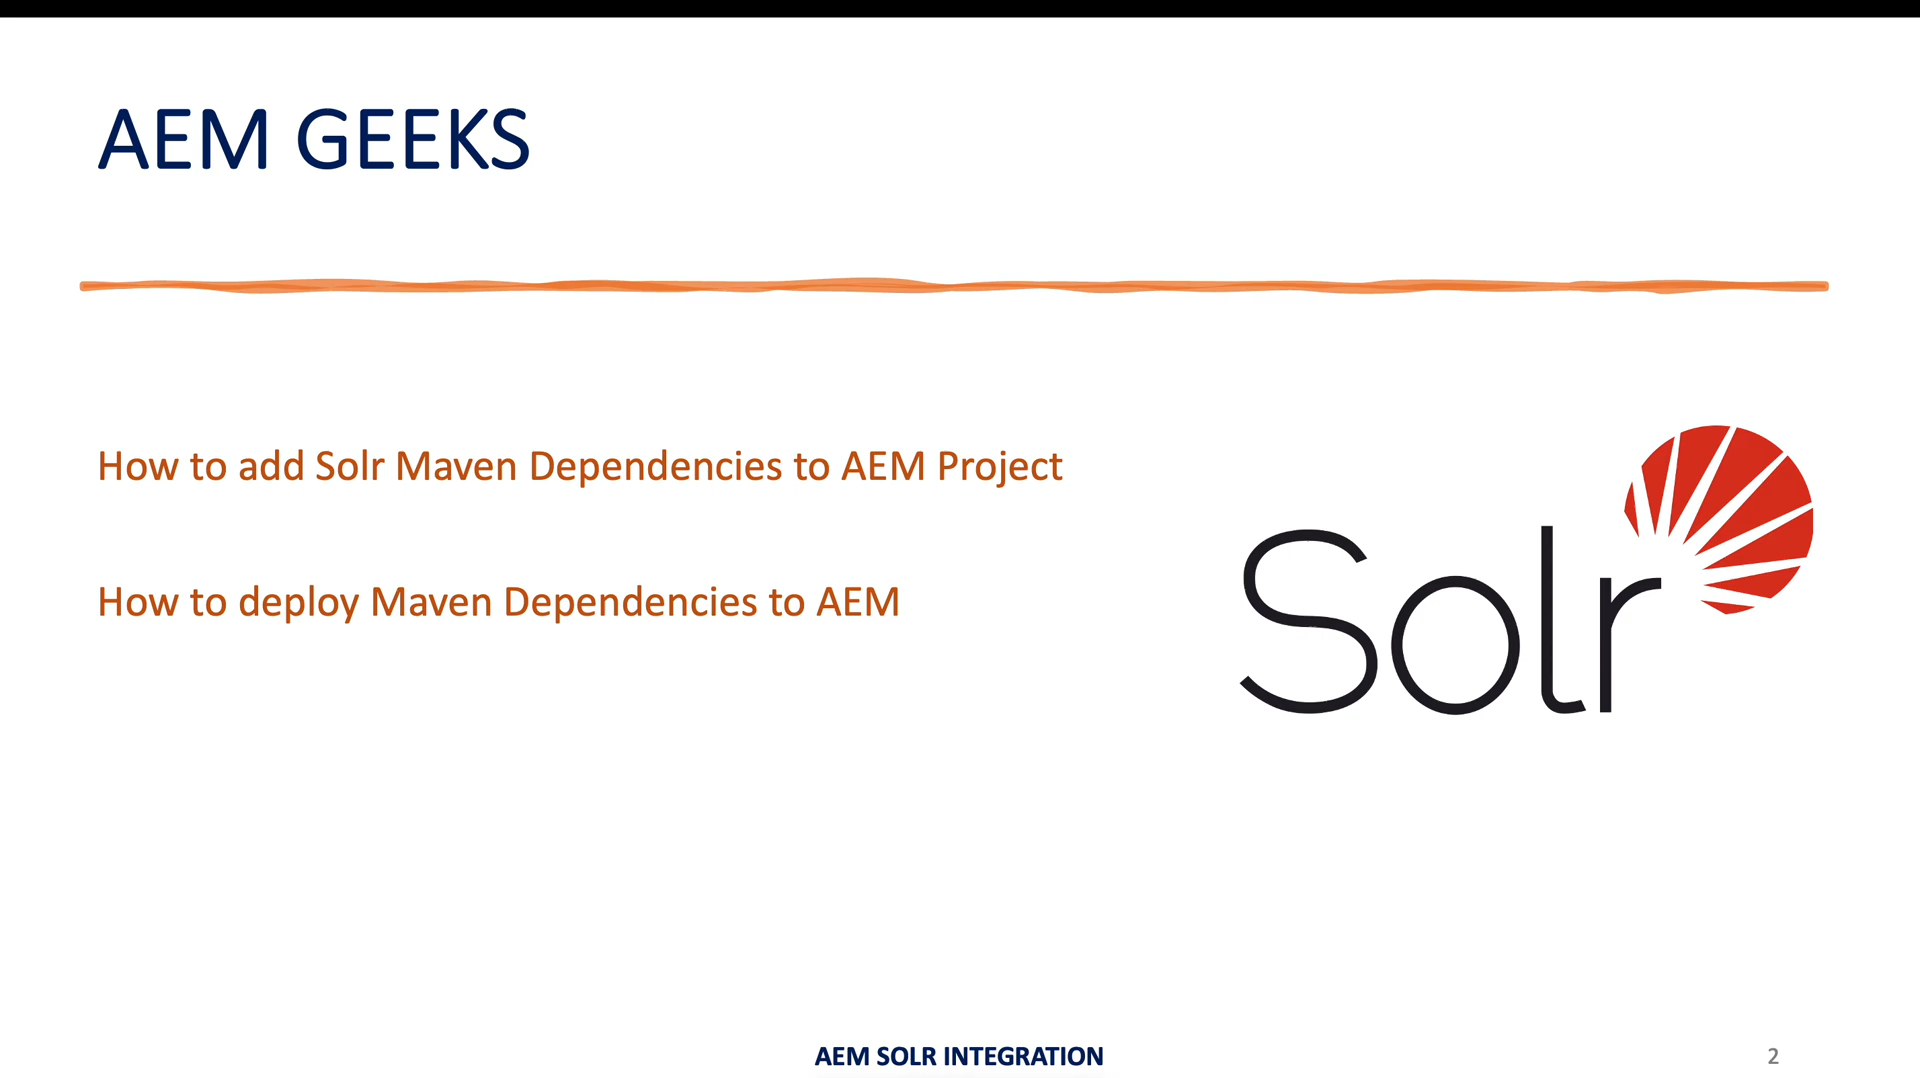 AEM GEEKS
How to add Solr Maven Dependencies to AEM Project
How to deploy Maven Dependencies to AEM
Solr
AEM SOLR INTEGRATION
2